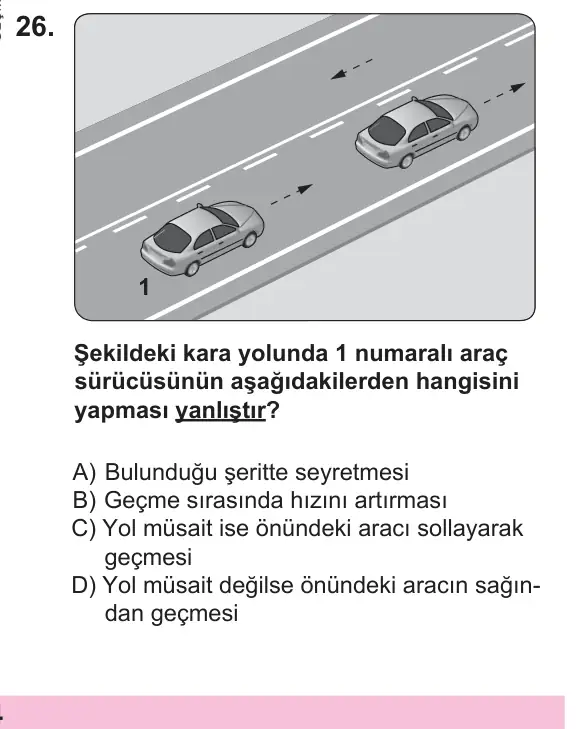 26.
1
Şekildeki kara yolunda 1 numaralı araç
sürücüsünün aşağıdakilerden hangisini
yapması yanlıştır?
A) Bulunduğu şeritte seyretmesi
B) Geçme sırasında hızını artırması
C) Yol müsait ise önündeki aracı sollayarak
geçmesi
D) Yol müsait değilse önündeki aracın sağın-
dan geçmesi